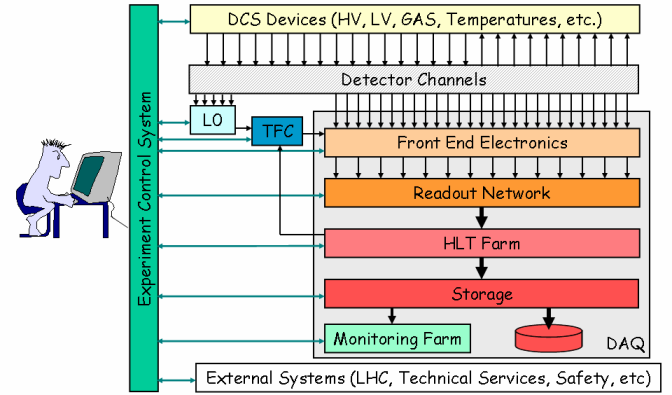 DCS Devices (HV, LV, GAS, Temperatures, etc.)
Detector Channels
L0
TFC
Front End Electronics
Readout Network
HLT Farm
Storage
Monitoring Farm
DAQ
External Systems (LHC, Technical Services, Safety, etc)
Experiment Control System